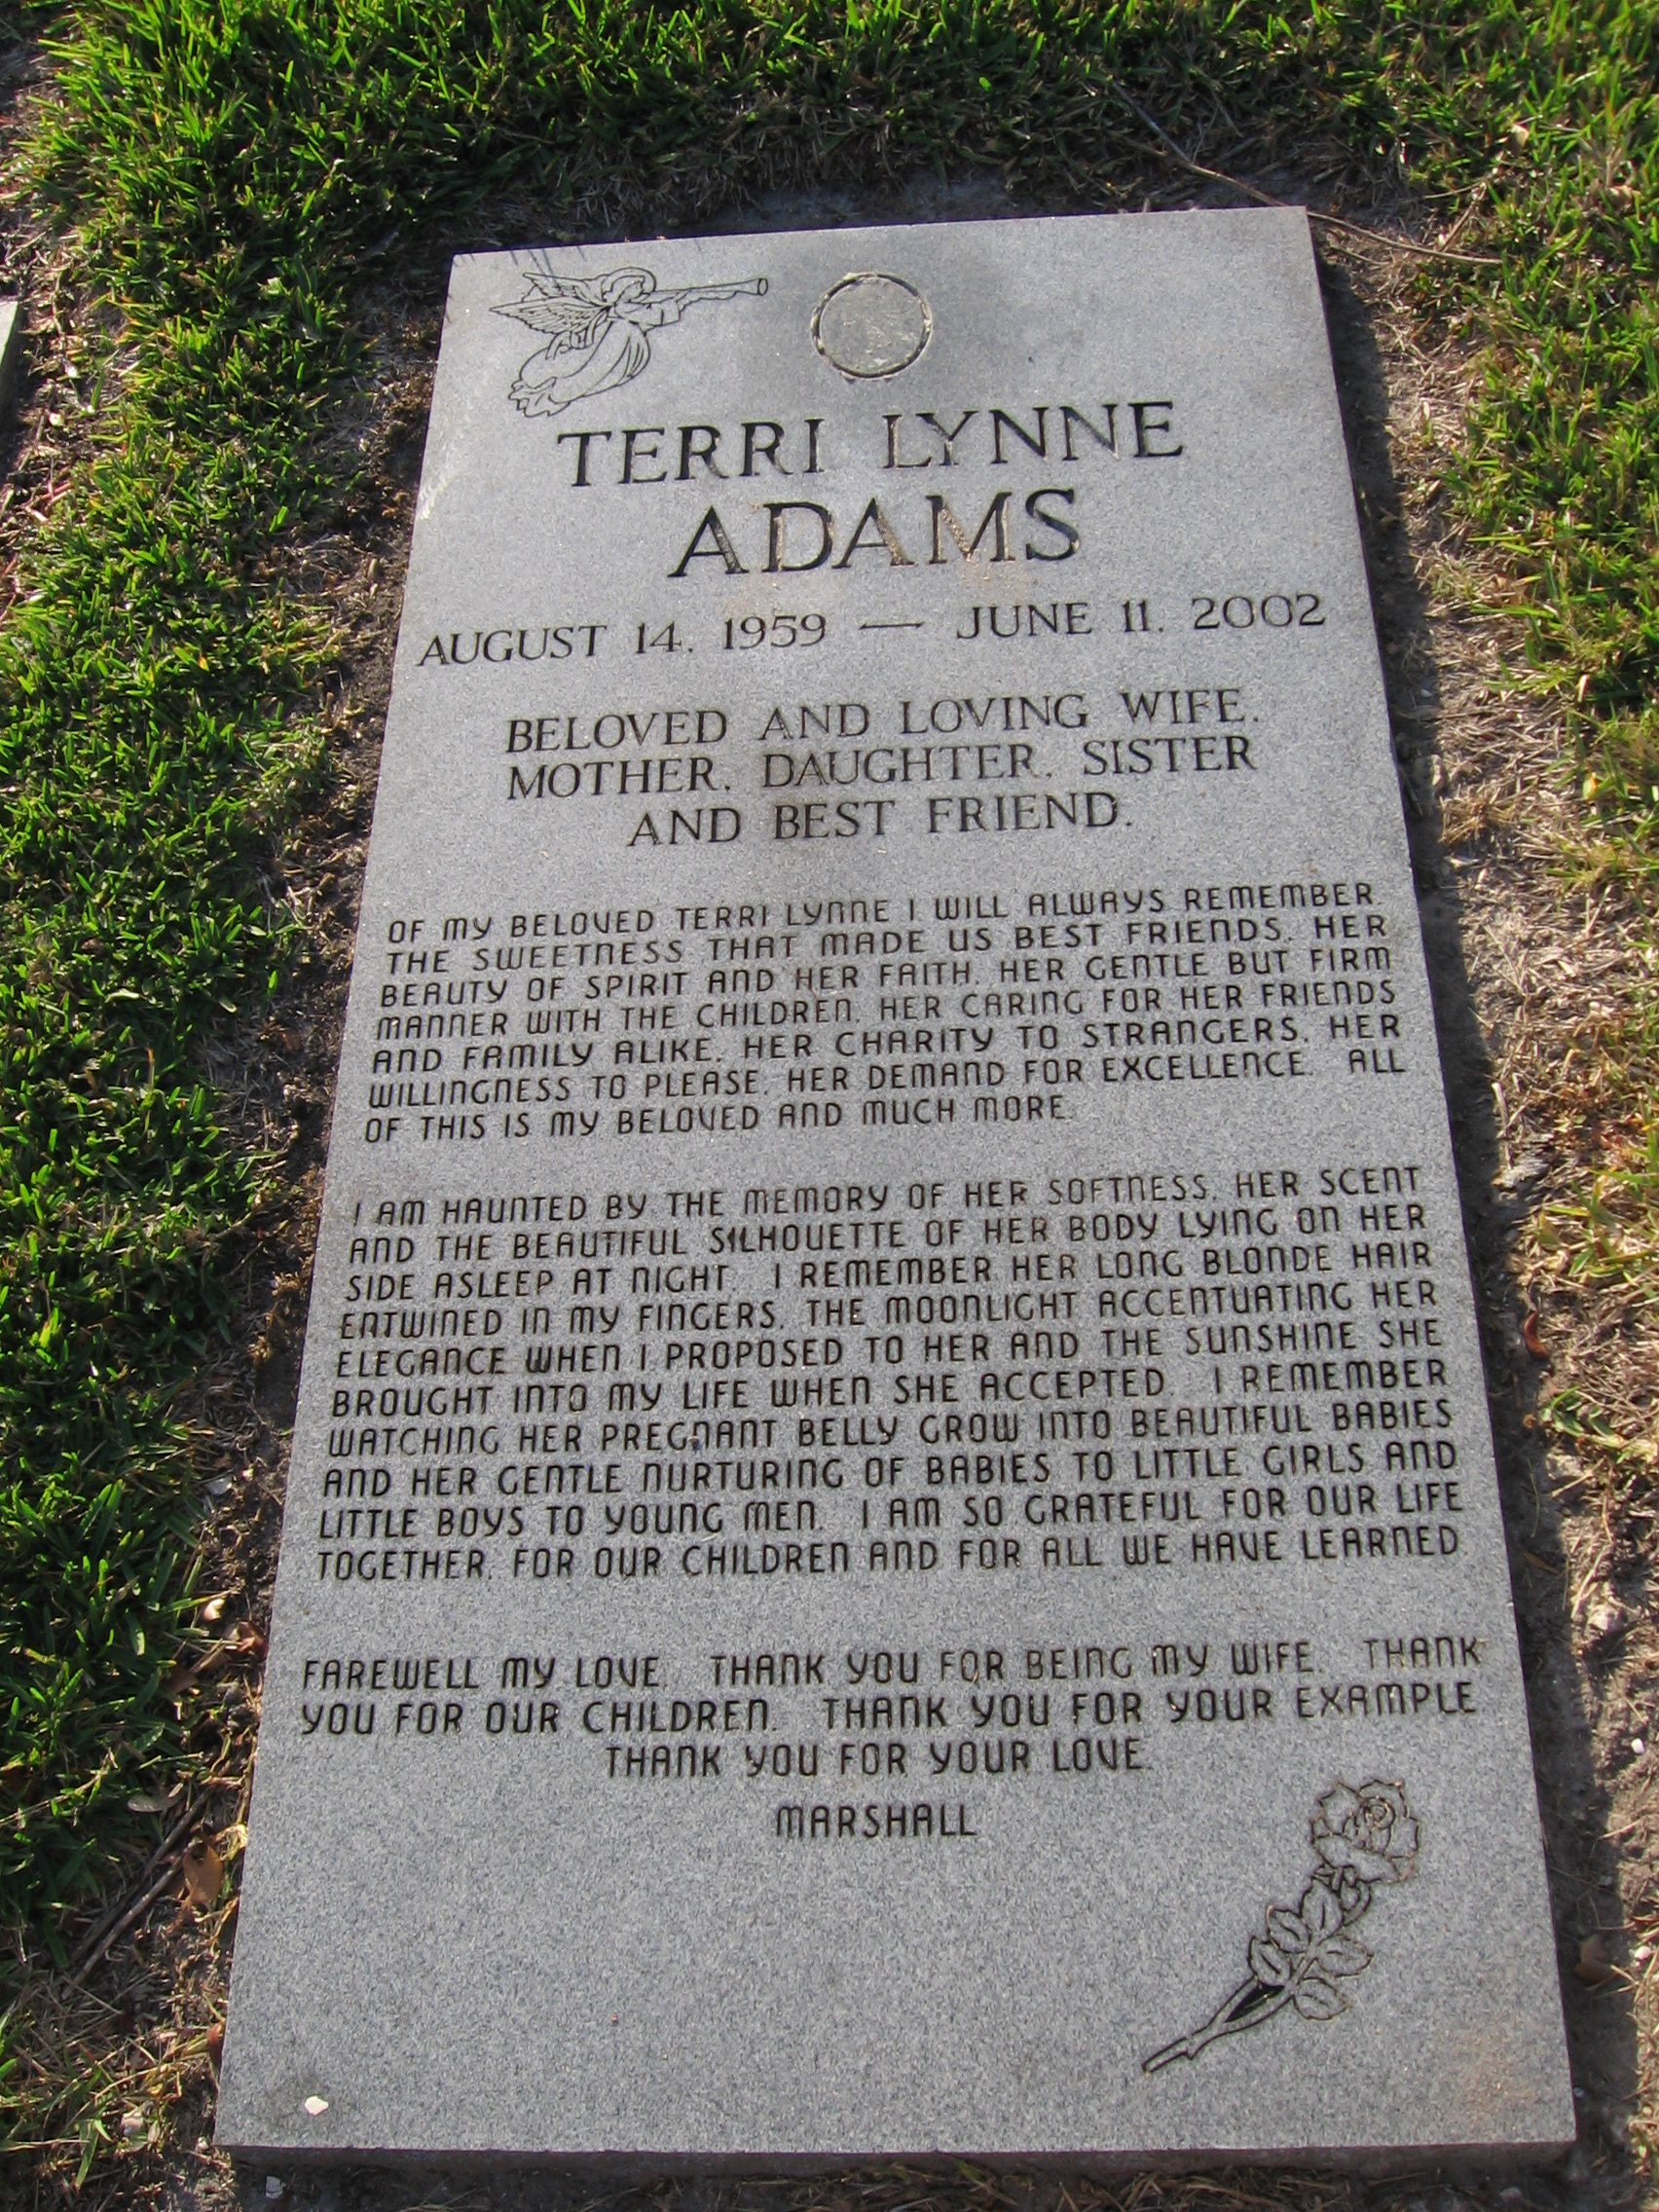 TERRI LYNNE
ADAMS
AUGUST 14, 1959 — JUNE 11, 2002
BELOVED AND LOVING WIFE,
MOTHER, DAUGHTER, SISTER
AND BEST FRIEND.
OF MY BELOVED TERRI LYNNE I WILL ALWAYS REMEMBER
THE SWEETNESS THAT MADE US BEST FRIENDS, HER
BEAUTY OF SPIRIT AND HER FAITH, HER GENTLE BUT FIRM
MANNER WITH THE CHILDREN, HER CARING FOR HER FRIENDS
AND FAMILY ALIKE, HER CHARITY TO STRANGERS, HER
WILLINGNESS TO PLEASE, HER DEMAND FOR EXCELLENCE. ALL
OF THIS IS MY BELOVED AND MUCH MORE.
I AM HAUNTED BY THE MEMORY OF HER SOFTNESS, HER SCENT
AND THE BEAUTIFUL SILHOUETTE OF HER BODY LYING ON HER
SIDE ASLEEP AT NIGHT. I REMEMBER HER LONG BLONDE HAIR
ENTWINED IN MY FINGERS, THE MOONLIGHT ACCENTUATING HER
ELEGANCE WHEN I PROPOSED TO HER AND THE SUNSHINE SHE
BROUGHT INTO MY LIFE WHEN SHE ACCEPTED. I REMEMBER
WATCHING HER PREGNANT BELLY GROW INTO BEAUTIFUL BABIES
AND HER GENTLE NURTURING OF BABIES TO LITTLE GIRLS AND
LITTLE BOYS TO YOUNG MEN. I AM SO GRATEFUL FOR OUR LIFE
TOGETHER, FOR OUR CHILDREN AND FOR ALL WE HAVE LEARNED.
FAREWELL MY LOVE. THANK YOU FOR BEING MY WIFE. THANK
YOU FOR OUR CHILDREN. THANK YOU FOR YOUR EXAMPLE.
THANK YOU FOR YOUR LOVE.
MARSHALL